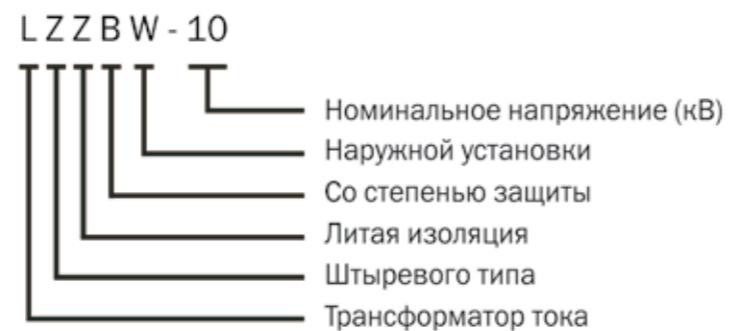 LZZBW-10
Номинальное напряжение (кВ)
Наружной установки
Со степенью защиты
Литая изоляция
Штыревого типа
Трансформатор тока